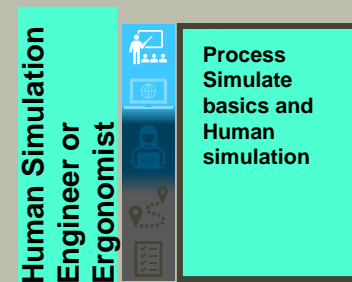 Human Simulation
Engineer or
Ergonomist
Process
Simulate
basics and
Human
simulation